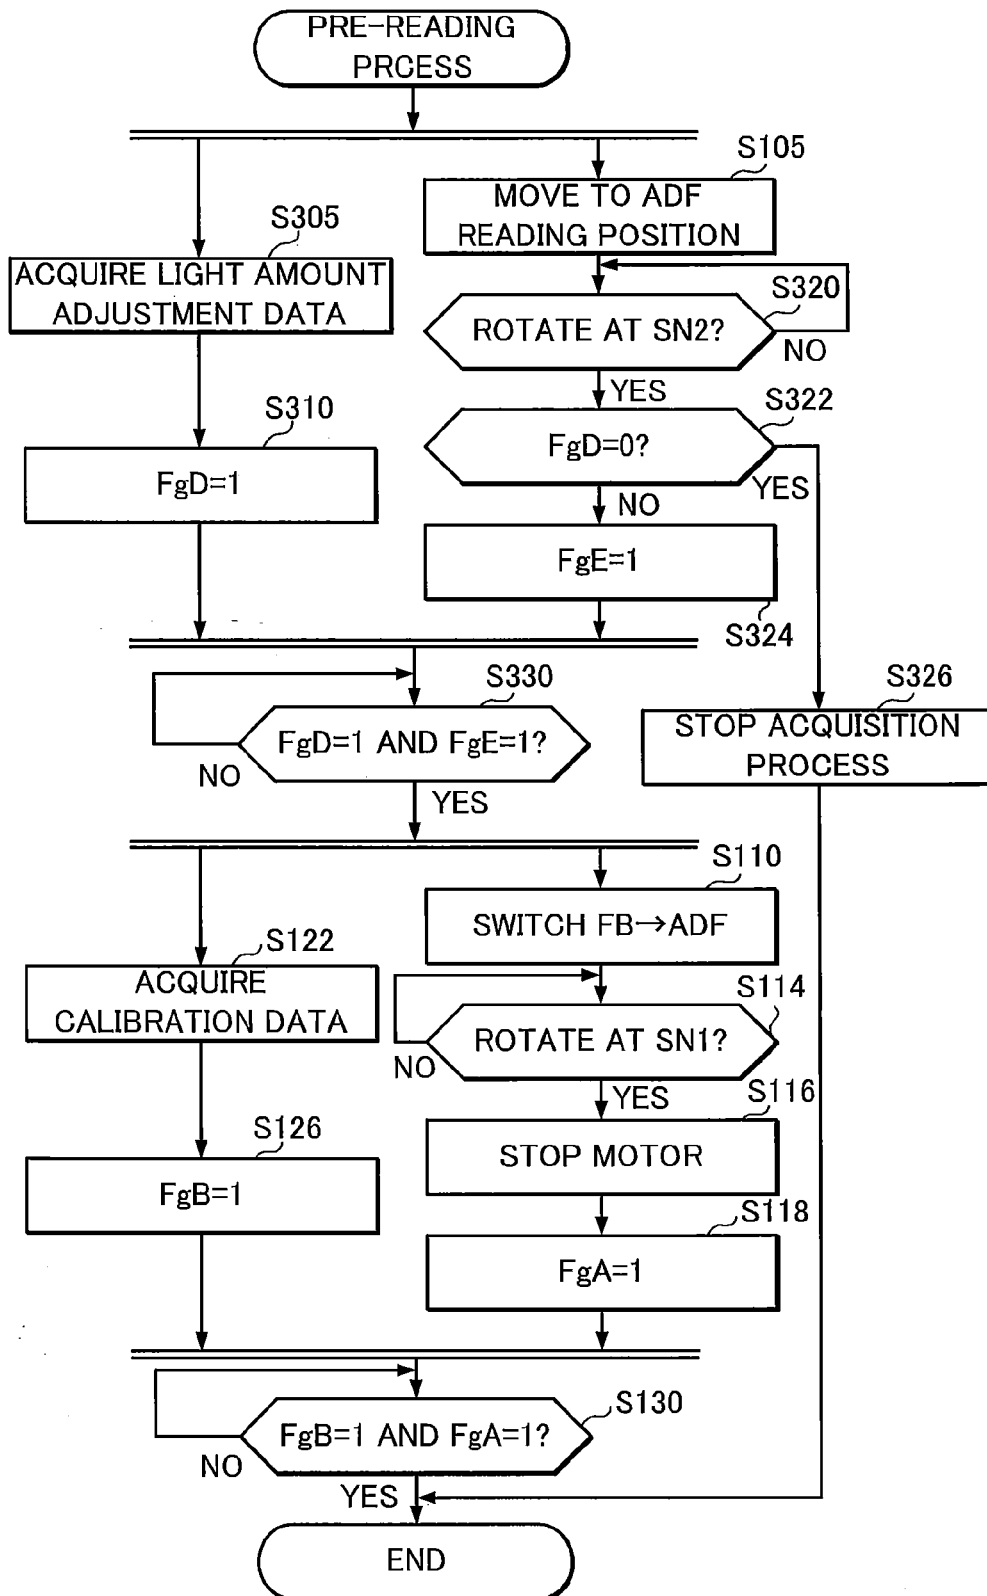 PRE-READING
PRCESS
S105
MOVE TO ADF
READING POSITION
S305
ACQUIRE LIGHT AMOUNT
ADJUSTMENT DATA
S320
ROTATE AT SN2?
NO
YES
S310
FgD=1
S322
FgD=0?
YES
NO
FgE=1
S324
S330
FgD=1 AND FgE=1?
NO
YES
S326
STOP ACQUISITION
PROCESS
S110
SWITCH FB→ADF
S122
ACQUIRE
CALIBRATION DATA
S114
ROTATE AT SN1?
NO
YES
S116
STOP MOTOR
S126
FgB=1
S118
FgA=1
S130
FgB=1 AND FgA=1?
NO
YES
END